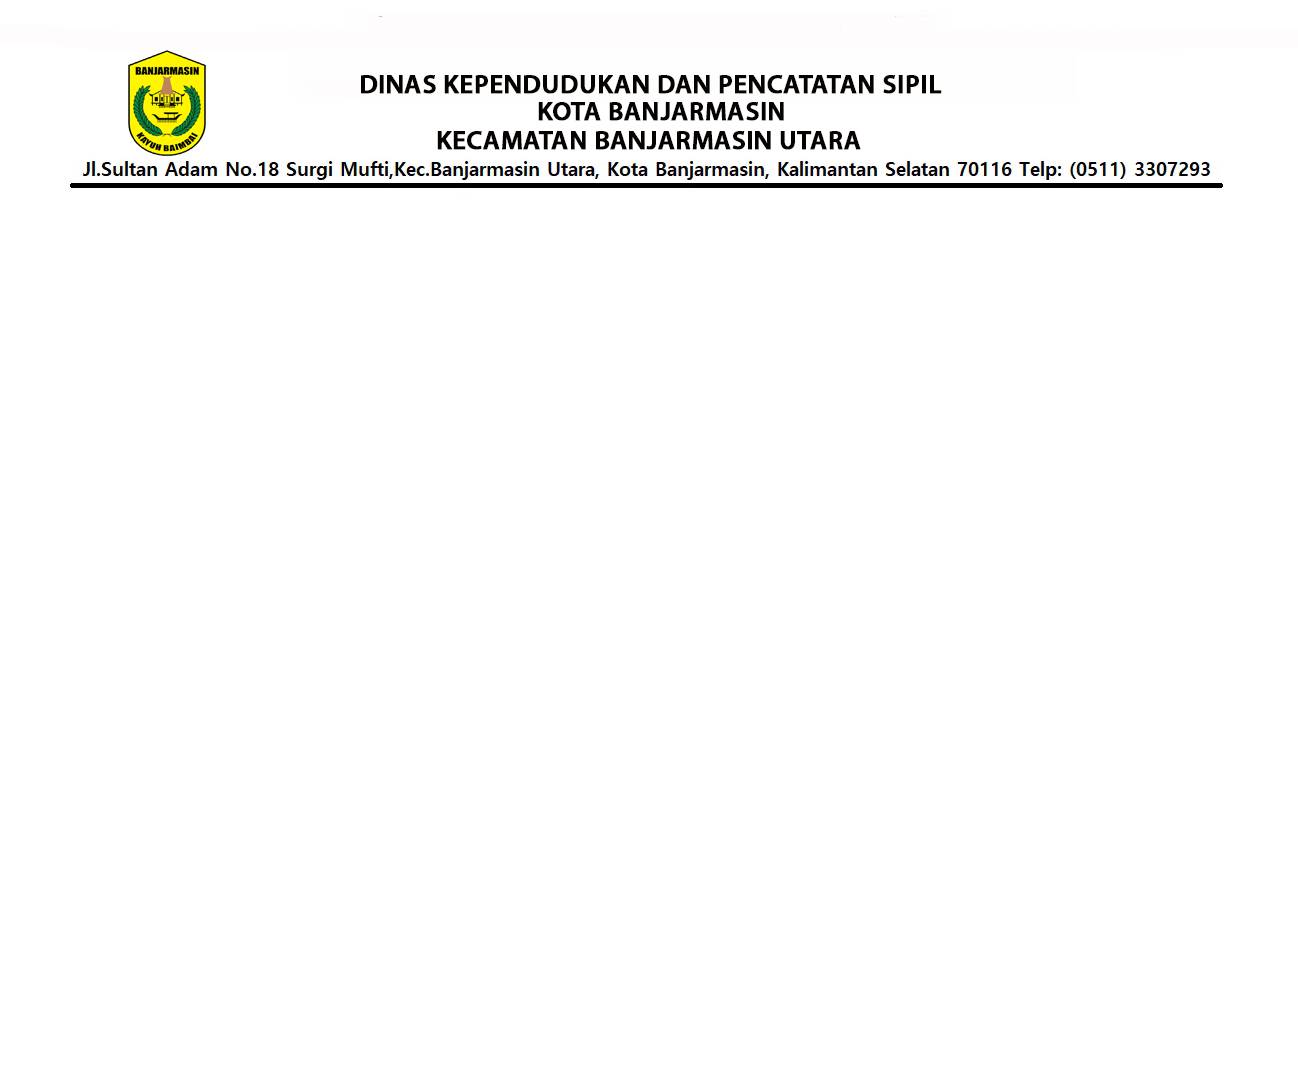 BANJARMASIN
KAYUH BAIMBAI
DINAS KEPENDUDUKAN DAN PENCATATAN SIPIL
KOTA BANJARMASIN
KECAMATAN BANJARMASIN UTARA
Jl.Sultan Adam No.18 Surgi Mufti,Kec.Banjarmasin Utara, Kota Banjarmasin, Kalimantan Selatan 70116 Telp: (0511) 3307293